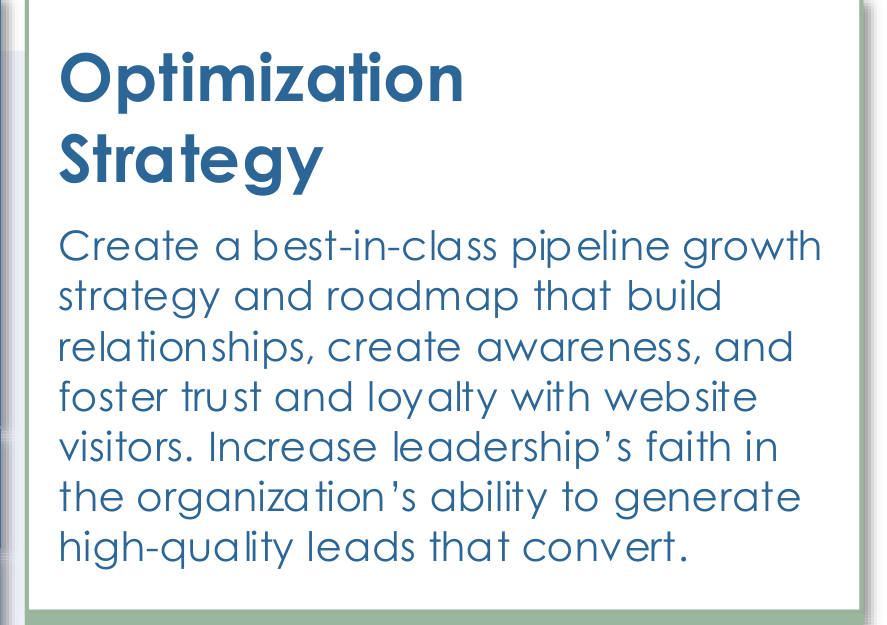 Optimization
Strategy
Create a best-in-class pipeline growth
strategy and roadmap that build
relationships, create awareness, and
foster trust and loyalty with website
visitors. Increase leadership’s faith in
the organization’s ability to generate
high-quality leads that convert.